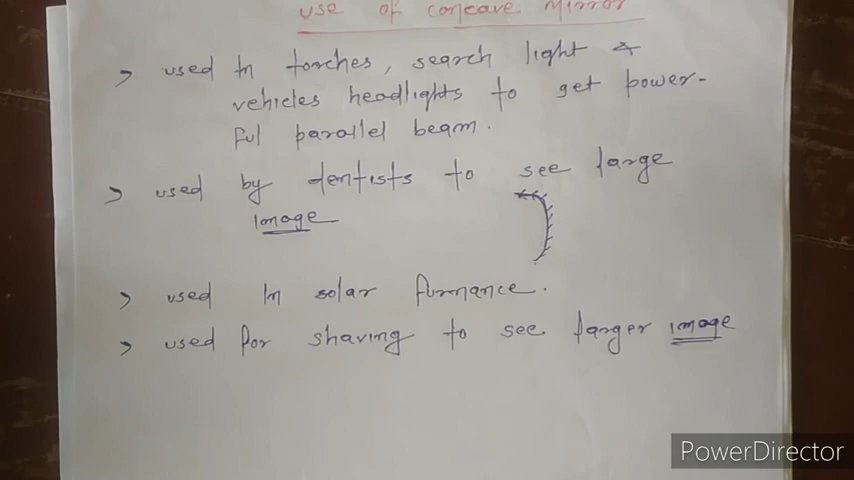 use of concave mirror
> used in torches, search light &
vehicles headlights to get power-
ful parallel beam.
> used by dentists to see large
image
> used in solar furnance.
> used for shaving to see larger image
PowerDirector